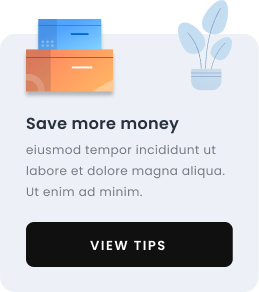 Save more money
eiusmod tempor incididunt ut
labore et dolore magna aliqua.
Ut enim ad minim.
VIEW TIPS